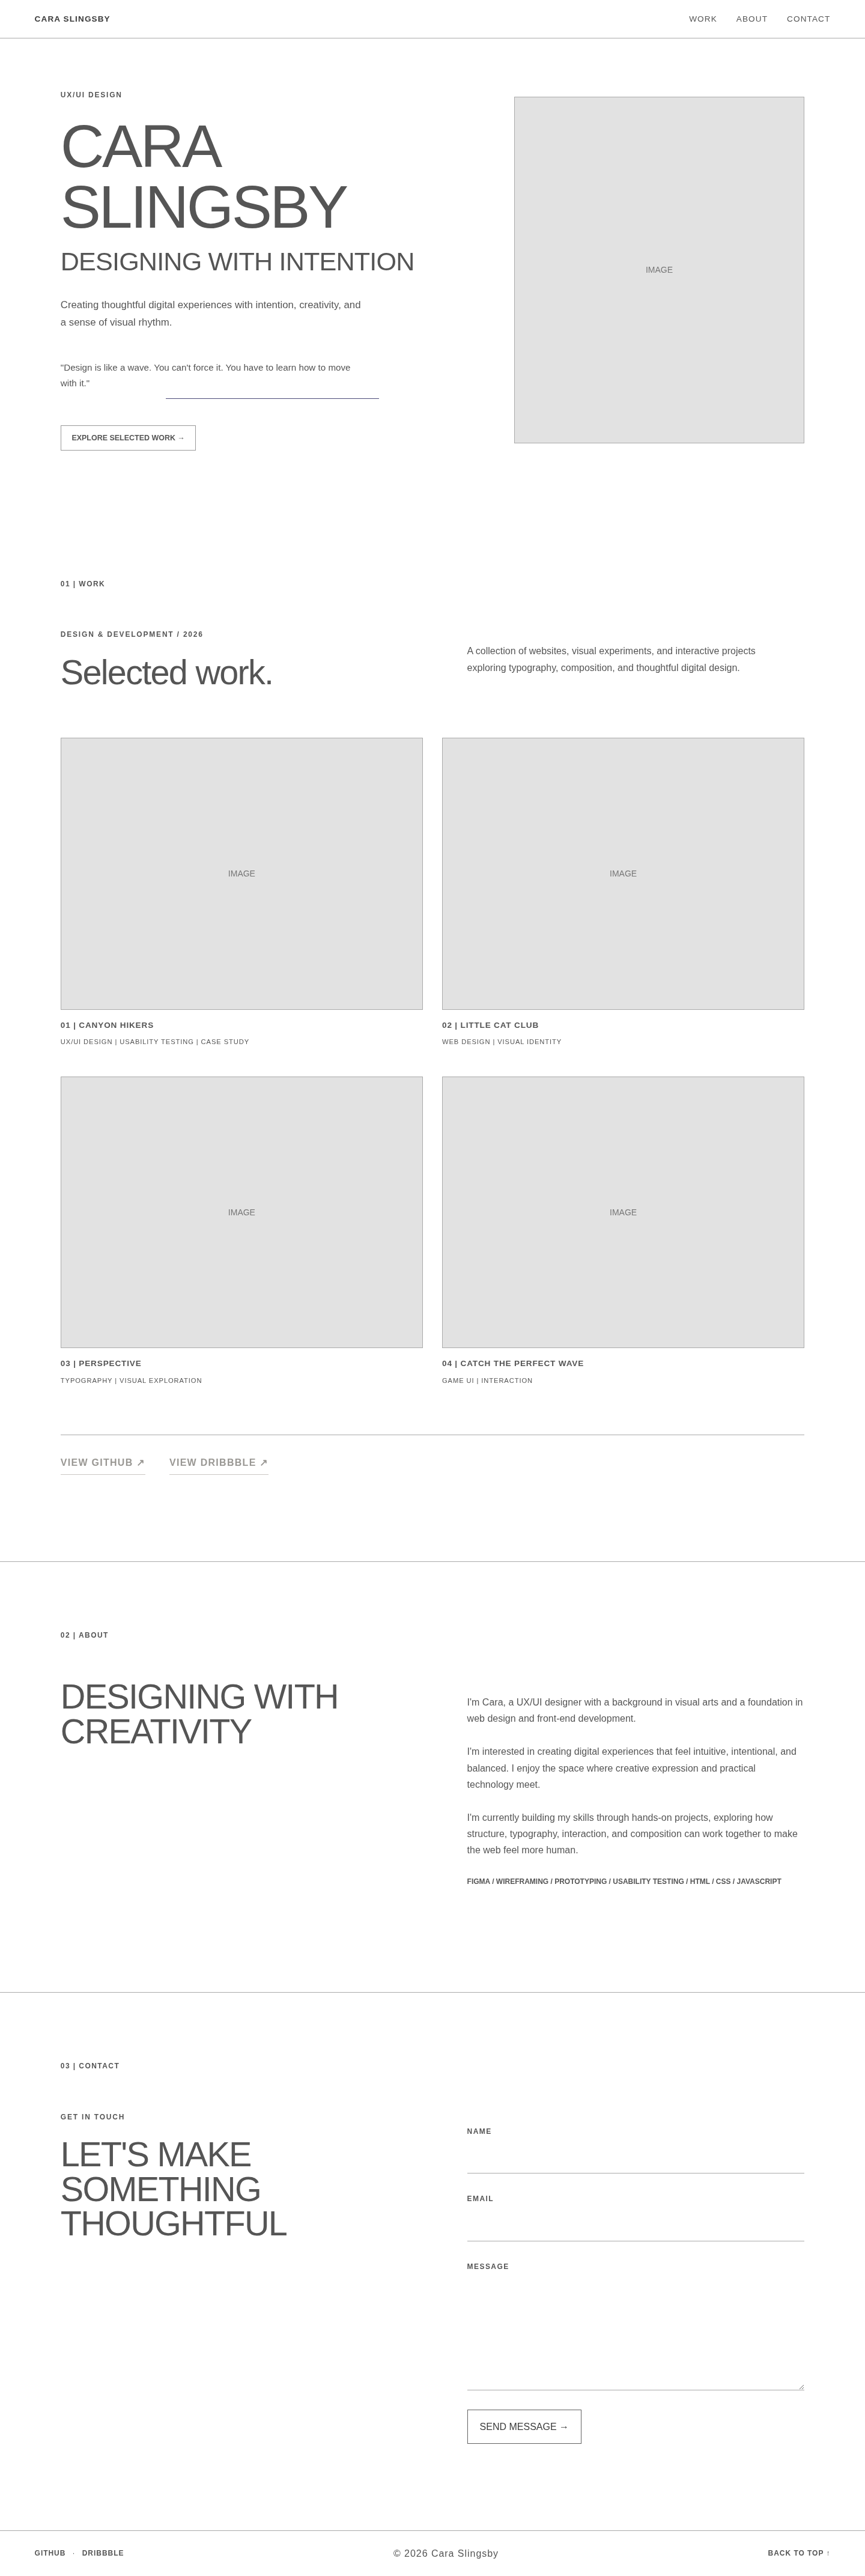 CARA SLINGSBY
WORK ABOUT CONTACT
UX/UI DESIGN
CARA
SLINGSBY
DESIGNING WITH INTENTION
Creating thoughtful digital experiences with intention, creativity, and
a sense of visual rhythm.
"Design is like a wave. You can't force it. You have to learn how to move
with it."
EXPLORE SELECTED WORK →
IMAGE
01 | WORK
DESIGN & DEVELOPMENT / 2026
Selected work.
A collection of websites, visual experiments, and interactive projects
exploring typography, composition, and thoughtful digital design.
IMAGE
01 | CANYON HIKERS
UX/UI DESIGN | USABILITY TESTING | CASE STUDY
IMAGE
02 | LITTLE CAT CLUB
WEB DESIGN | VISUAL IDENTITY
IMAGE
03 | PERSPECTIVE
TYPOGRAPHY | VISUAL EXPLORATION
IMAGE
04 | CATCH THE PERFECT WAVE
GAME UI | INTERACTION
VIEW GITHUB ↗ VIEW DRIBBBLE ↗
02 | ABOUT
DESIGNING WITH
CREATIVITY
I'm Cara, a UX/UI designer with a background in visual arts and a foundation in
web design and front-end development.
I'm interested in creating digital experiences that feel intuitive, intentional, and
balanced. I enjoy the space where creative expression and practical
technology meet.
I'm currently building my skills through hands-on projects, exploring how
structure, typography, interaction, and composition can work together to make
the web feel more human.
FIGMA / WIREFRAMING / PROTOTYPING / USABILITY TESTING / HTML / CSS / JAVASCRIPT
03 | CONTACT
GET IN TOUCH
LET'S MAKE
SOMETHING
THOUGHTFUL
NAME
EMAIL
MESSAGE
SEND MESSAGE →
GITHUB · DRIBBBLE
© 2026 Cara Slingsby
BACK TO TOP ↑